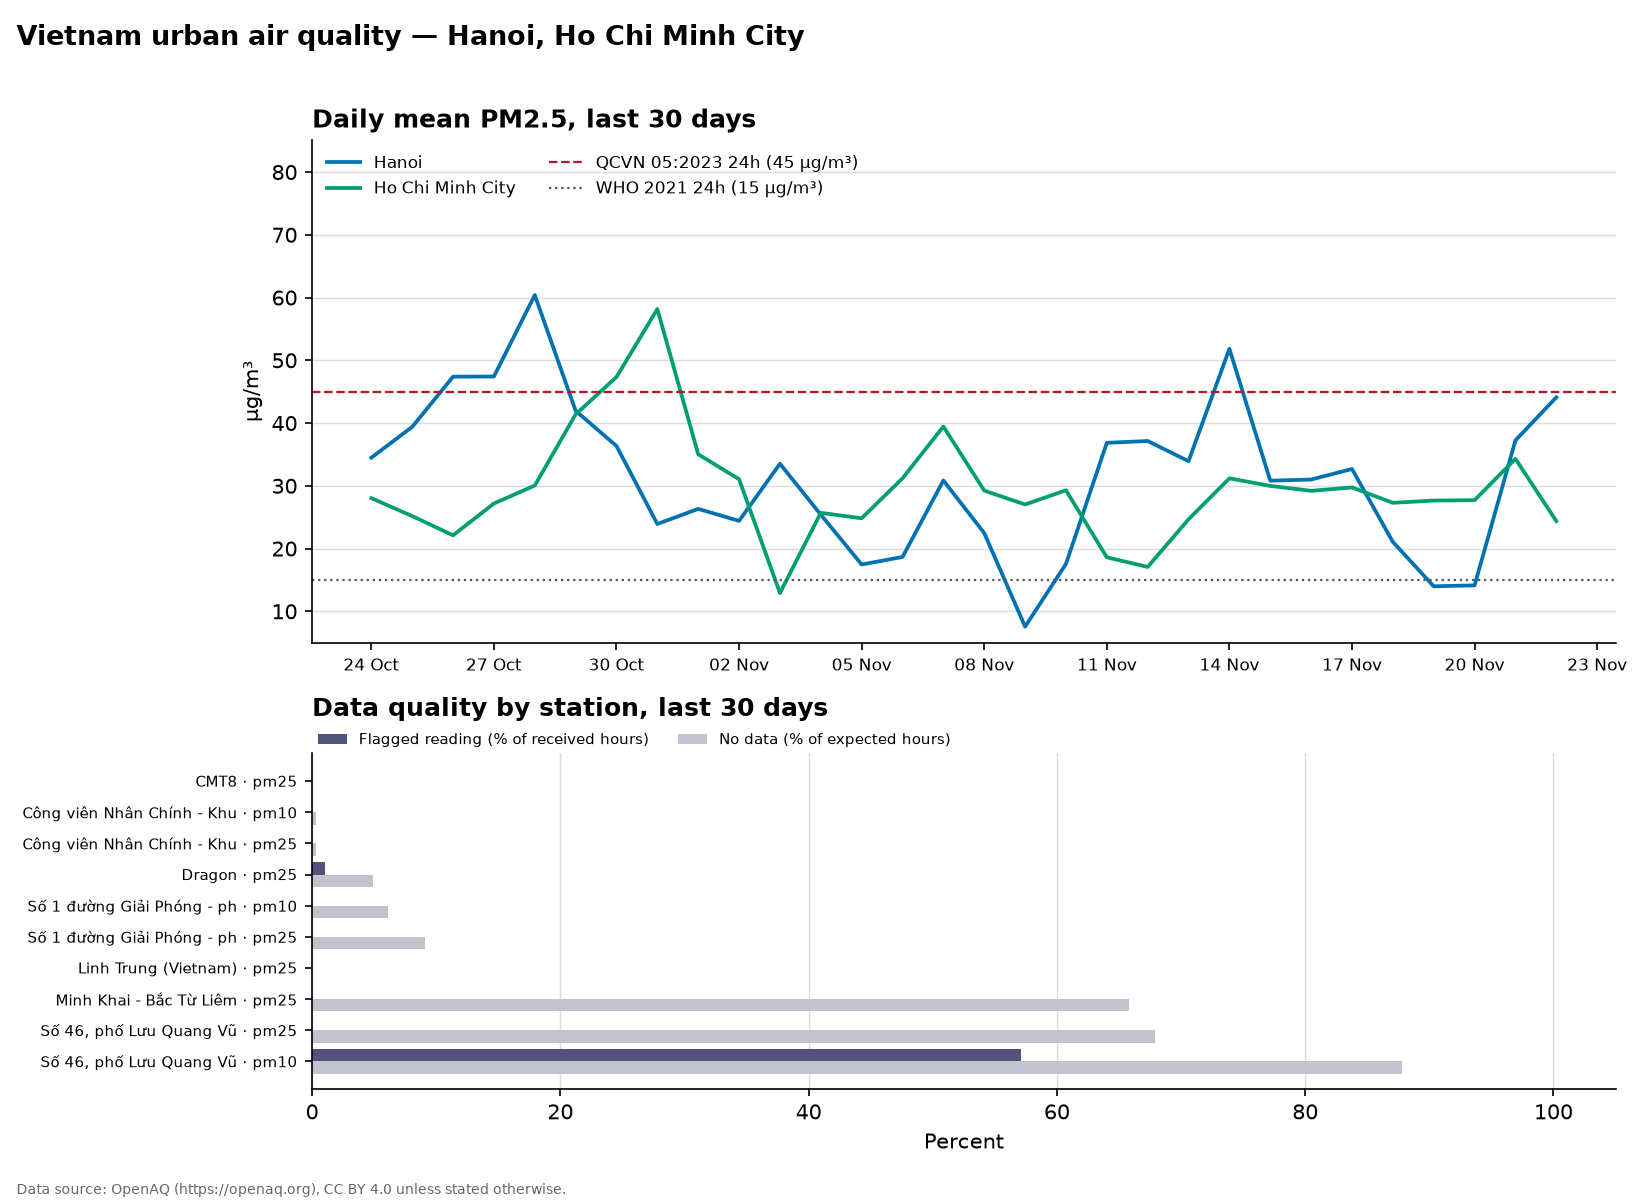 Vietnam urban air quality — Hanoi, Ho Chi Minh City
Daily mean PM2.5, last 30 days
Hanoi
Ho Chi Minh City
QCVN 05:2023 24h (45 µg/m³)
WHO 2021 24h (15 µg/m³)
µg/m³
80
70
60
50
40
30
20
10
24 Oct 27 Oct 30 Oct 02 Nov 05 Nov 08 Nov 11 Nov 14 Nov 17 Nov 20 Nov 23 Nov
Data quality by station, last 30 days
Flagged reading (% of received hours) No data (% of expected hours)
CMT8 · pm25
Công viên Nhân Chính - Khu · pm10
Công viên Nhân Chính - Khu · pm25
Dragon · pm25
Số 1 đường Giải Phóng - ph · pm10
Số 1 đường Giải Phóng - ph · pm25
Linh Trung (Vietnam) · pm25
Minh Khai - Bắc Từ Liêm · pm25
Số 46, phố Lưu Quang Vũ · pm25
Số 46, phố Lưu Quang Vũ · pm10
0 20 40 60 80 100
Percent
Data source: OpenAQ (https://openaq.org), CC BY 4.0 unless stated otherwise.